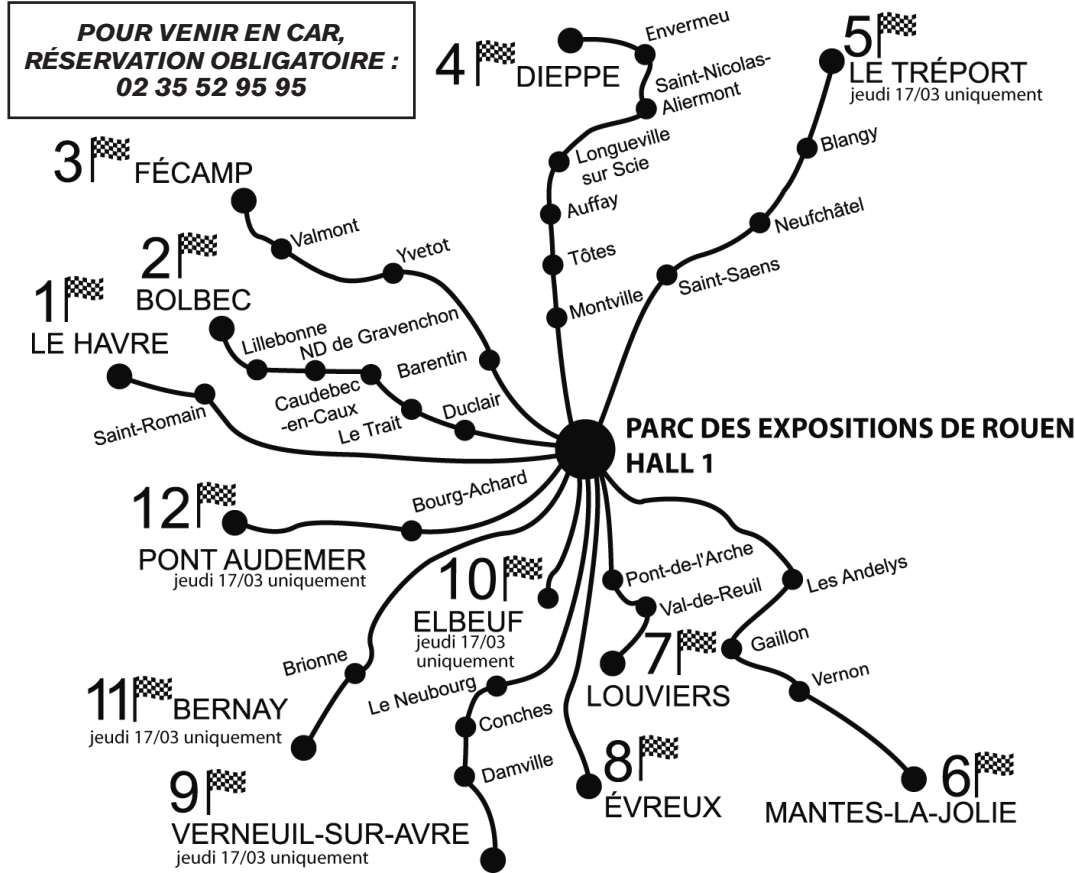 POUR VENIR EN CAR,
RÉSERVATION OBLIGATOIRE :
02 35 52 95 95
4
DIEPPE
Envermeu
Saint-Nicolas-
Aliermont
Longueville
sur Scie
Auffay
Tôtes
Montville
5
LE TRÉPORT
jeudi 17/03 uniquement
Blangy
Neufchâtel
Saint-Saens
3
FÉCAMP
Valmont
Yvetot
Barentin
2
BOLBEC
Lillebonne
ND de Gravenchon
Caudebec
-en-Caux
Le Trait
Duclair
1
LE HAVRE
Saint-Romain
PARC DES EXPOSITIONS DE ROUEN
HALL 1
12
PONT AUDEMER
jeudi 17/03 uniquement
Bourg-Achard
10
ELBEUF
jeudi 17/03
uniquement
Pont-de-l'Arche
Val-de-Reuil
7
LOUVIERS
Les Andelys
Gaillon
Vernon
6
MANTES-LA-JOLIE
Brionne
11
BERNAY
jeudi 17/03 uniquement
Le Neubourg
Conches
Damville
9
VERNEUIL-SUR-AVRE
jeudi 17/03 uniquement
8
ÉVREUX